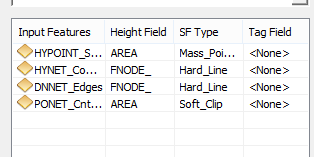 Input Features Height Field SF Type Tag Field
HYPOINT_S... AREA Mass_Poi... <None>
HYNET_Co... FNODE_ Hard_Line <None>
DNNET_Edges FNODE_ Hard_Line <None>
PONET_Cnt... AREA Soft_Clip <None>